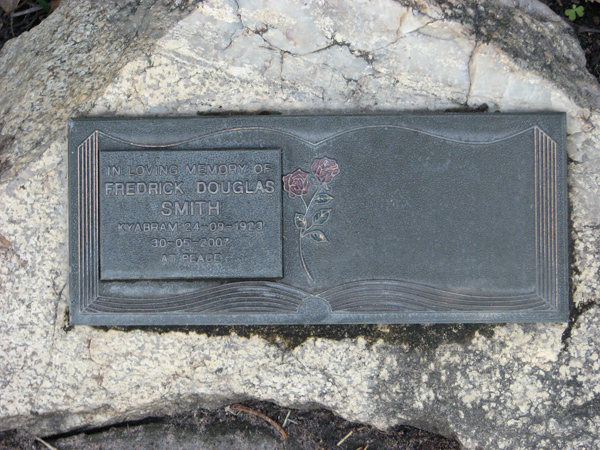 IN LOVING MEMORY OF
FREDRICK DOUGLAS
SMITH
KYABRAM 24-09-1923
30-05-2007
AT PEACE